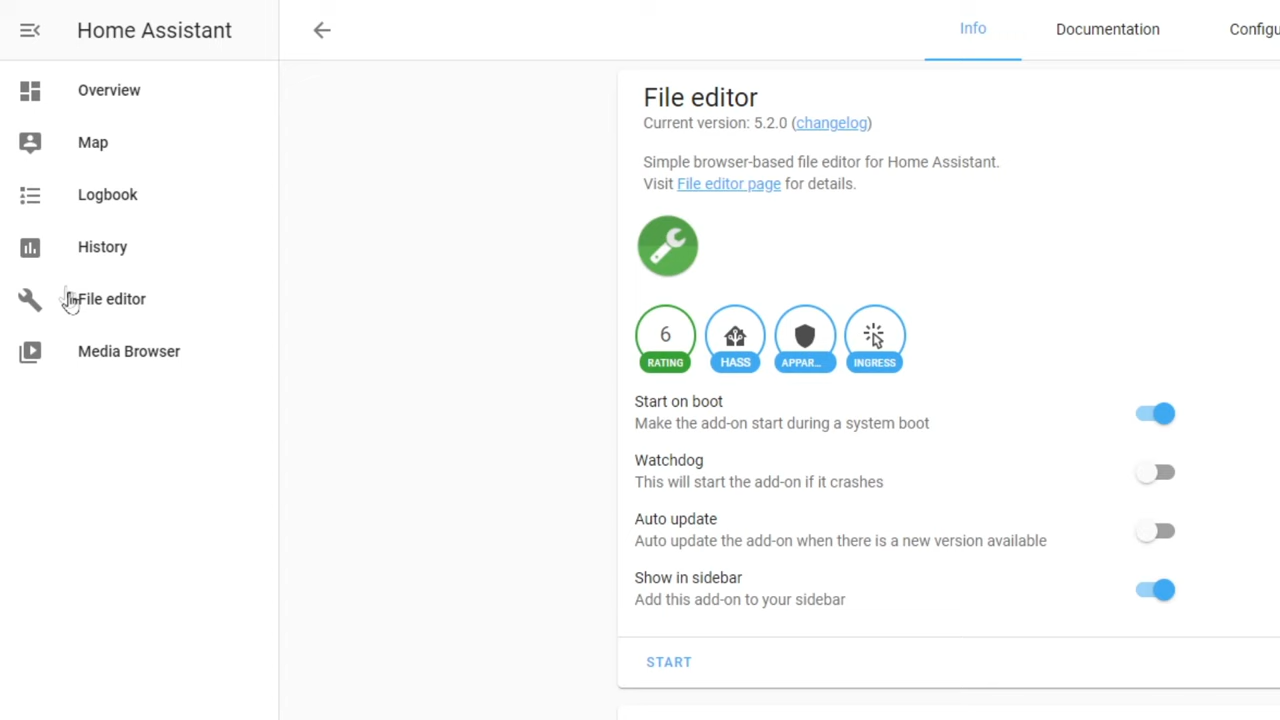 Home Assistant
Overview
Map
Logbook
History
File editor
Media Browser
Info
Documentation
Configu
File editor
Current version: 5.2.0 (changelog)
Simple browser-based file editor for Home Assistant.
Visit File editor page for details.
6
RATING
HASS
APPAR...
INGRESS
Start on boot
Make the add-on start during a system boot
Watchdog
This will start the add-on if it crashes
Auto update
Auto update the add-on when there is a new version available
Show in sidebar
Add this add-on to your sidebar
START